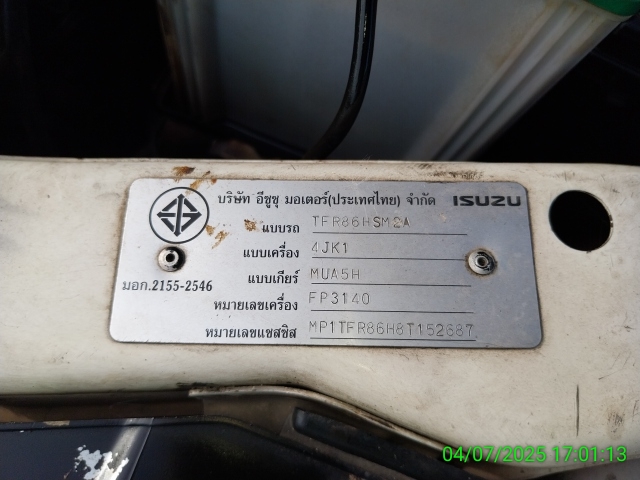 บริษัท อีซูซุ มอเตอร์(ประเทศไทย) จำกัด ISUZU
แบบรถ TFR86HSM2A
แบบเครื่อง 4JK1
แบบเกียร์ MUA5H
มอก.2155-2546
หมายเลขเครื่อง FP3140
หมายเลขแชสซิส MP1TFR86H8T152687
04/07/2025 17:01:13